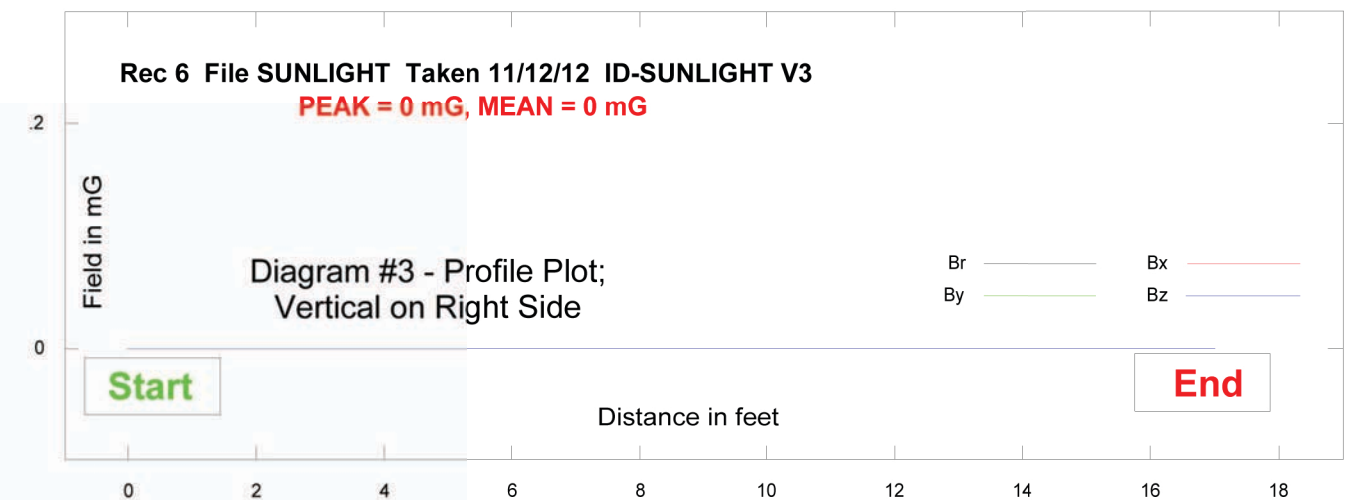 Rec 6  File SUNLIGHT  Taken 11/12/12  ID-SUNLIGHT V3
PEAK = 0 mG, MEAN = 0 mG
.2
Field in mG
Diagram #3 - Profile Plot;
Vertical on Right Side
Br
Bx
By
Bz
0
Start
End
Distance in feet
0 2 4 6 8 10 12 14 16 18